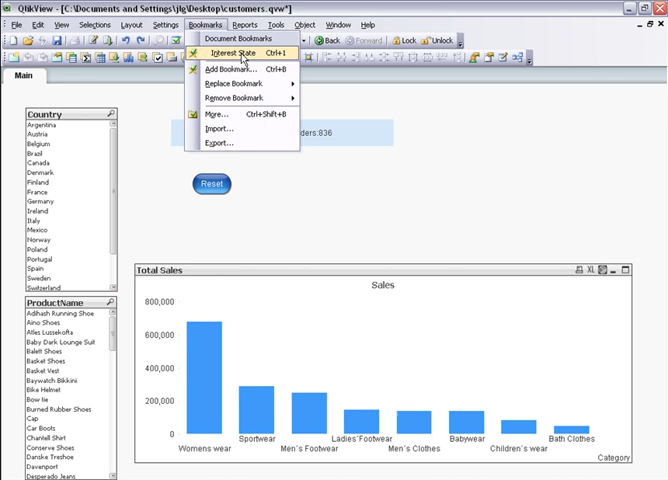 QlikView - [C:\Documents and Settings\jlg\Desktop\customers.qvw*]
File Edit View Selections Layout Settings Bookmarks Reports Tools Object Window Help
Back Forward Lock Unlock
Clear
Document Bookmarks
Interest State Ctrl+1
Add Bookmark... Ctrl+B
Replace Bookmark
Remove Bookmark
More... Ctrl+Shift+B
Import...
Export...
Main
ders:836
Reset
Country
Argentina
Austria
Belgium
Brazil
Canada
Denmark
Finland
France
Germany
Ireland
Italy
Mexico
Norway
Poland
Portugal
Spain
Sweden
Switzerland
ProductName
Adihash Running Shoe
Aino Shoes
Atles Lussekofta
Baby Dark Lounge Suit
Balett Shoes
Basket Shoes
Basket Vest
Baywatch Bikkini
Bike Helmet
Bow tie
Burned Rubber Shoes
Cap
Car Boots
Chantell Shirt
Conserve Shoes
Danske Treshoe
Davenport
Desperado Jeans
Total Sales
XL
Sales
800,000
600,000
400,000
200,000
0
Womens wear
Sportwear
Men´s Footwear
Ladies´Footwear
Men´s Clothes
Babywear
Children´s wear
Bath Clothes
Category